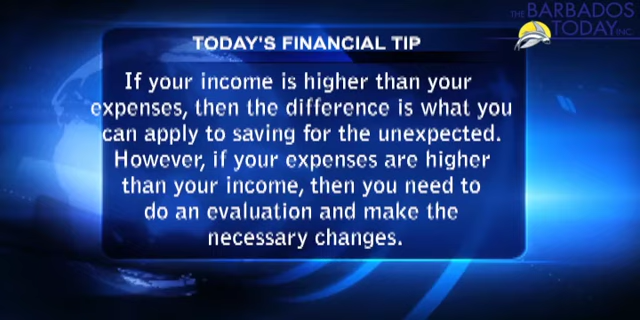 THE BARBADOS
TODAY INC.
TODAY'S FINANCIAL TIP
If your income is higher than your
expenses, then the difference is what you
can apply to saving for the unexpected.
However, if your expenses are higher
than your income, then you need to
do an evaluation and make the
necessary changes.